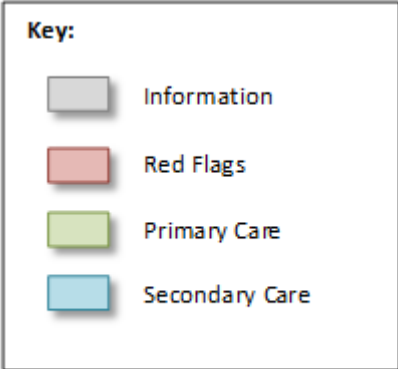 Key:
Information
Red Flags
Primary Care
Secondary Care